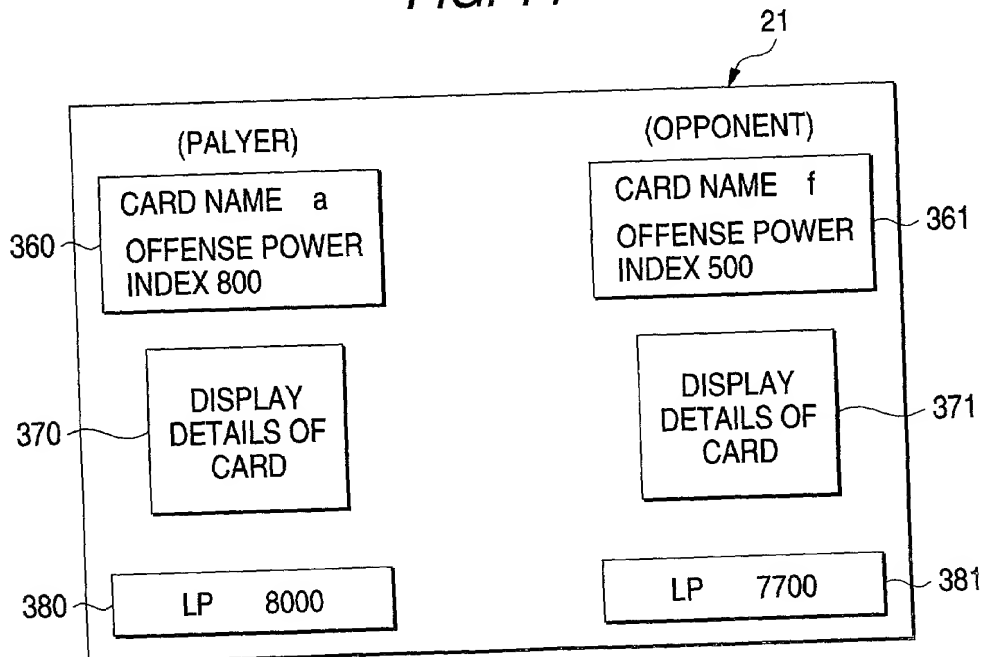 21
(PALYER)
(OPPONENT)
CARD NAME a
OFFENSE POWER
INDEX 800
360
CARD NAME f
OFFENSE POWER
INDEX 500
361
DISPLAY
DETAILS OF
CARD
370
DISPLAY
DETAILS OF
CARD
371
380
LP 8000
LP 7700
381